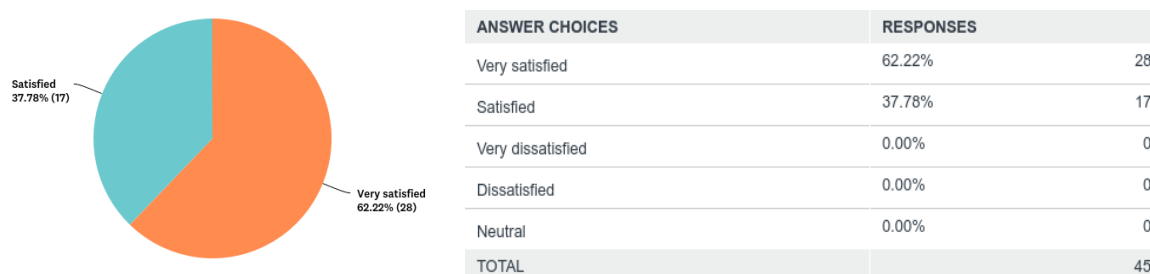 Satisfied
37.78% (17)
Very satisfied
62.22% (28)
ANSWER CHOICES RESPONSES
Very satisfied 62.22% 28
Satisfied 37.78% 17
Very dissatisfied 0.00% 0
Dissatisfied 0.00% 0
Neutral 0.00% 0
TOTAL 45